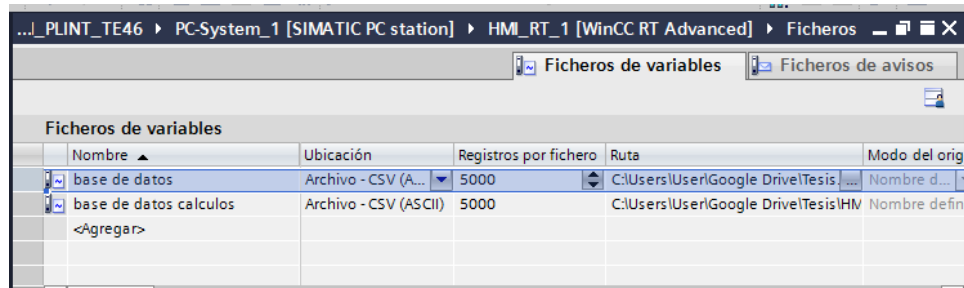 ...I_PLINT_TE46 ▸ PC-System_1 [SIMATIC PC station] ▸ HMI_RT_1 [WinCC RT Advanced] ▸ Ficheros
Ficheros de variables Ficheros de avisos
Ficheros de variables
Nombre Ubicación Registros por fichero Ruta Modo del orig
base de datos Archivo - CSV (A... 5000 C:\Users\User\Google Drive\Tesis. ... Nombre d...
base de datos calculos Archivo - CSV (ASCII) 5000 C:\Users\User\Google Drive\Tesis\HM Nombre defin
<Agregar>